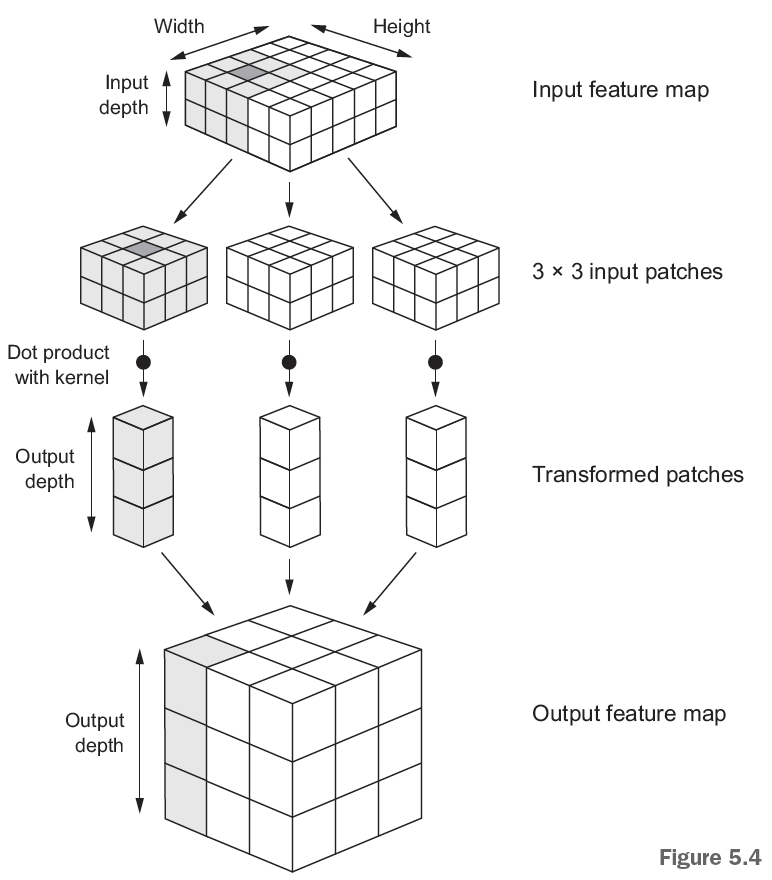 Width
Height
Input
depth
Input feature map
3 × 3 input patches
Dot product
with kernel
Output
depth
Transformed patches
Output
depth
Output feature map
Figure 5.4